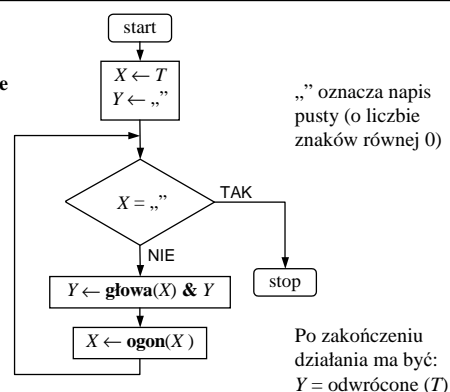 start
e
X ← T
Y ← „”
„” oznacza napis
pusty (o liczbie
znaków równej 0)
X = „”
TAK
NIE
stop
Y ← głowa(X) & Y
X ← ogon(X )
Po zakończeniu
działania ma być:
Y = odwrócone (T)